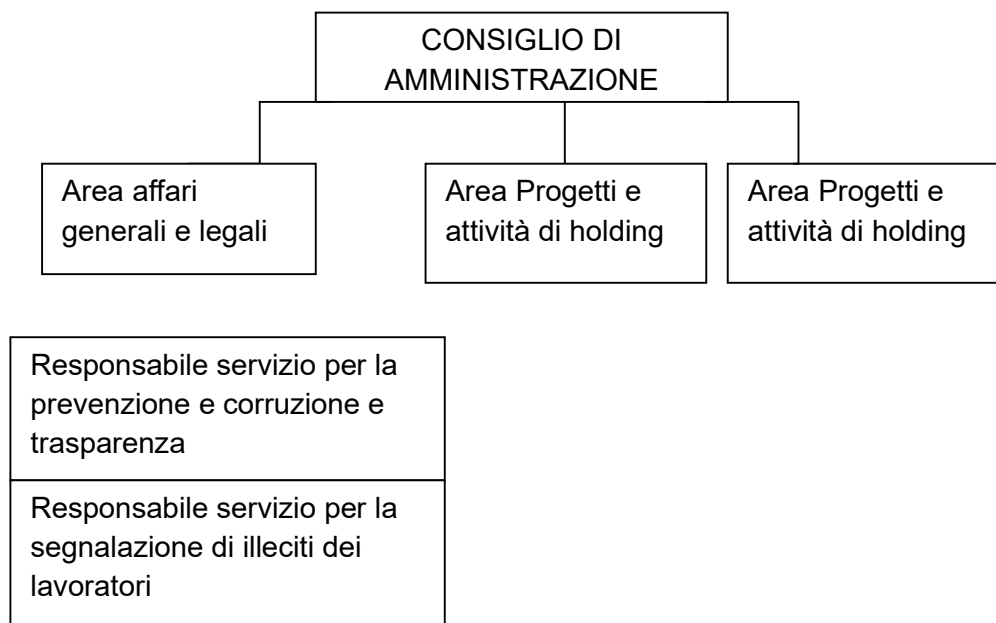 CONSIGLIO DI
AMMINISTRAZIONE
Area affari
generali e legali
Area Progetti e
attività di holding
Area Progetti e
attività di holding
Responsabile servizio per la
prevenzione e corruzione e
trasparenza
Responsabile servizio per la
segnalazione di illeciti dei
lavoratori